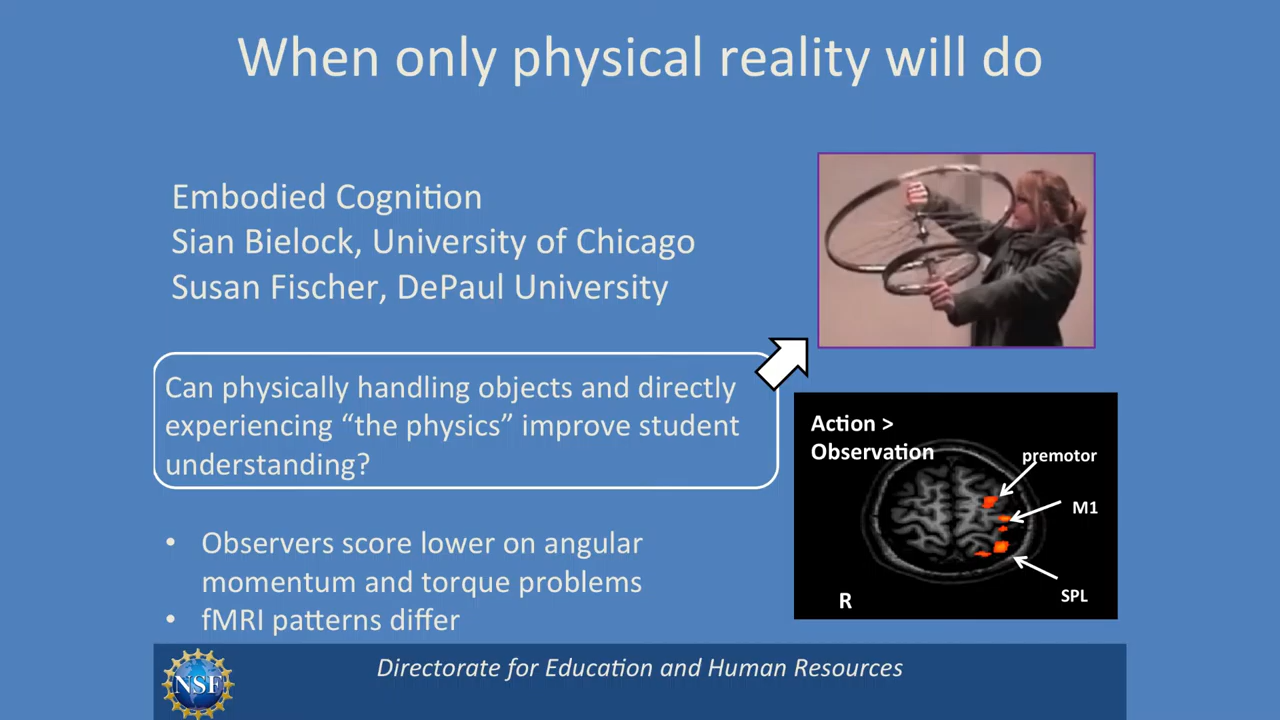 When only physical reality will do
Embodied Cognition
Sian Bielock, University of Chicago
Susan Fischer, DePaul University
Can physically handling objects and directly
experiencing “the physics” improve student
understanding?
Action >
Observation
premotor
M1
SPL
R
• Observers score lower on angular
momentum and torque problems
• fMRI patterns differ
Directorate for Education and Human Resources
NSF